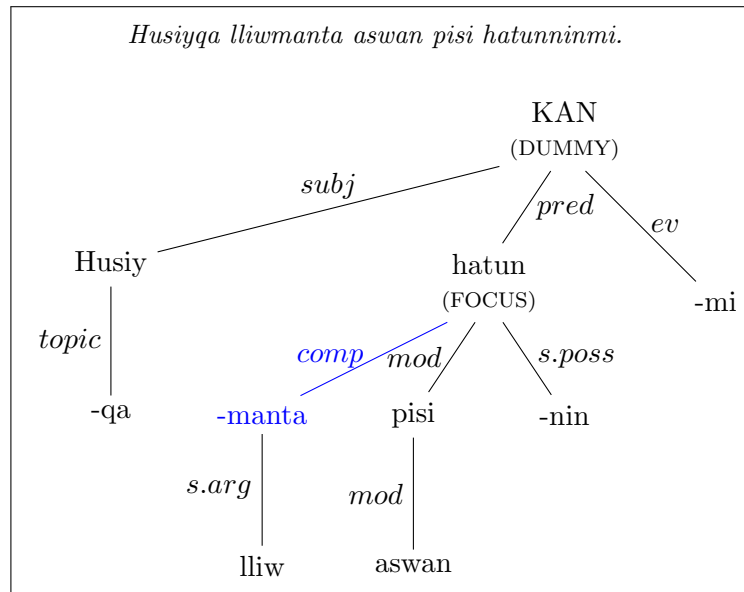 Husiyqa lliwmanta aswan pisi hatunninmi.
KAN
(DUMMY)
subj
pred
ev
Husiy
hatun
(FOCUS)
-mi
topic
comp
mod
s.poss
-qa
-manta
pisi
-nin
s.arg
mod
lliw
aswan